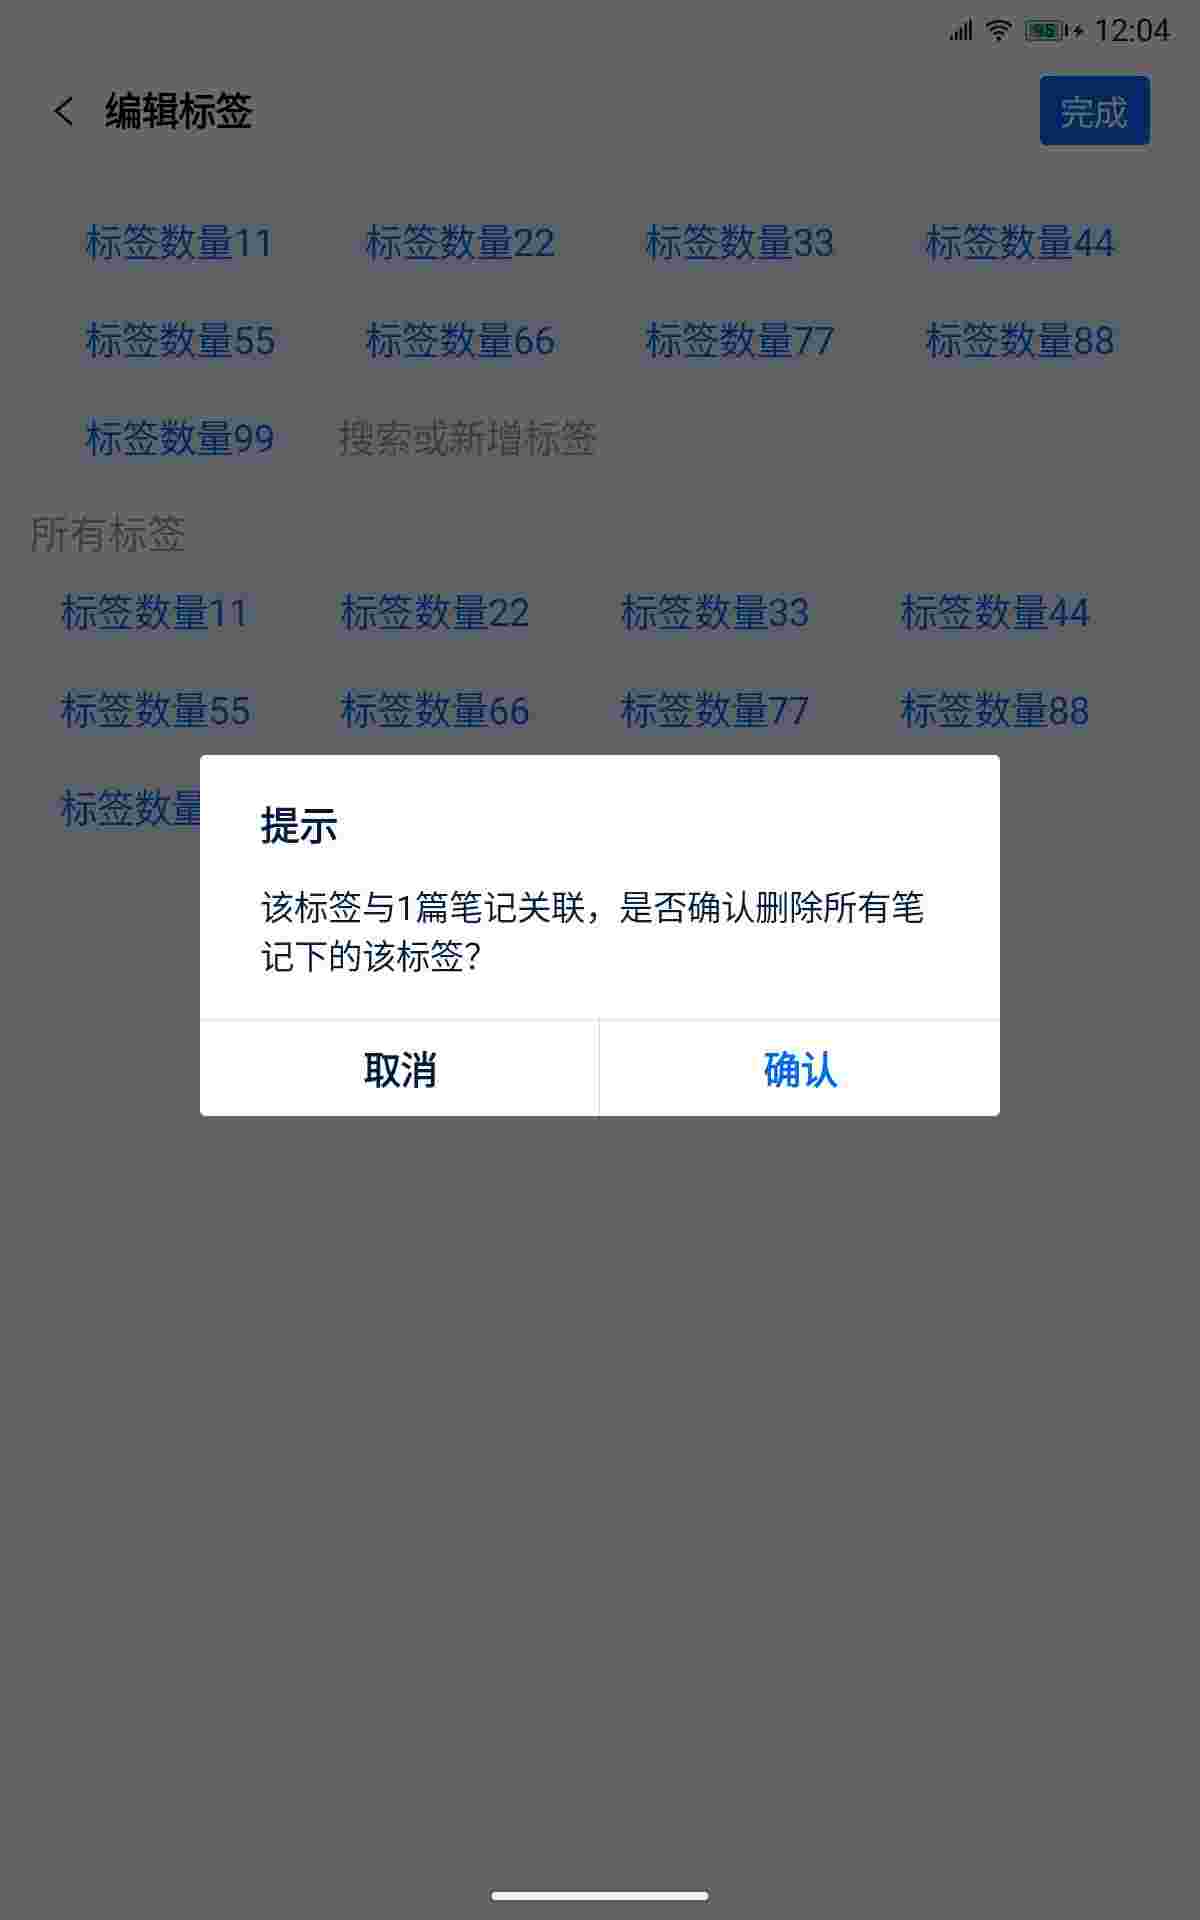 95 12:04
编辑标签 完成
标签数量11 标签数量22 标签数量33 标签数量44
标签数量55 标签数量66 标签数量77 标签数量88
标签数量99 搜索或新增标签
所有标签
标签数量11 标签数量22 标签数量33 标签数量44
标签数量55 标签数量66 标签数量77 标签数量88
标签数量
提示
该标签与1篇笔记关联，是否确认删除所有笔
记下的该标签？
取消 确认